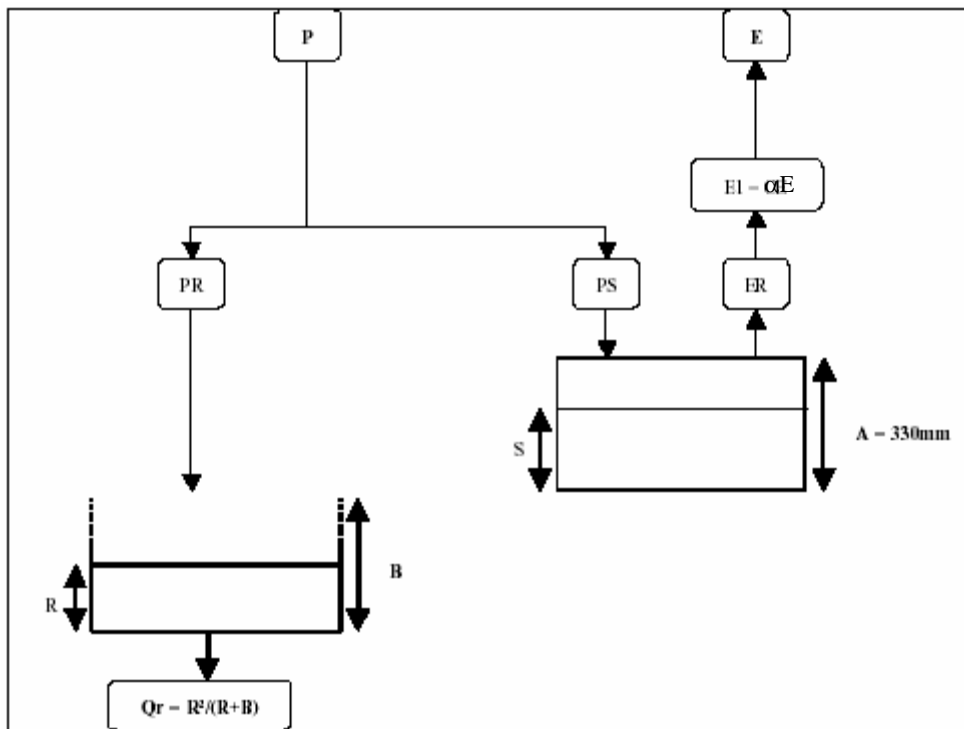 P
E
E1 = αE
PR
PS
ER
S
A = 330mm
B
R
Qr = R²/(R+B)